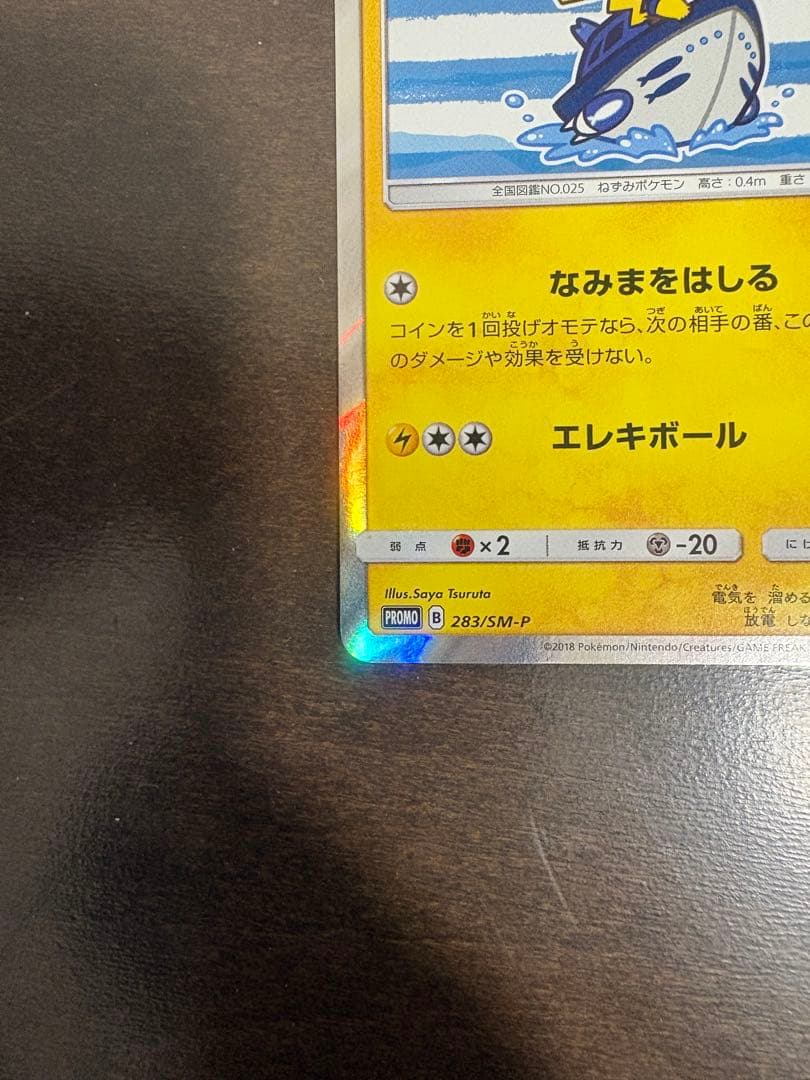 全国図鑑NO.025 ねずみポケモン 高さ:0.4m 重さ
なみまをはしる
コインを1回投げオモテなら、次の相手の番、この
のダメージや効果を受けない。
エレキボール
弱点 ×2 抵抗力 -20 にげ
Illus.Saya Tsuruta
電気を 溜める
放電 しな
PROMO B 283/SM-P
©2018 Pokémon/Nintendo/Creatures/GAME FREAK